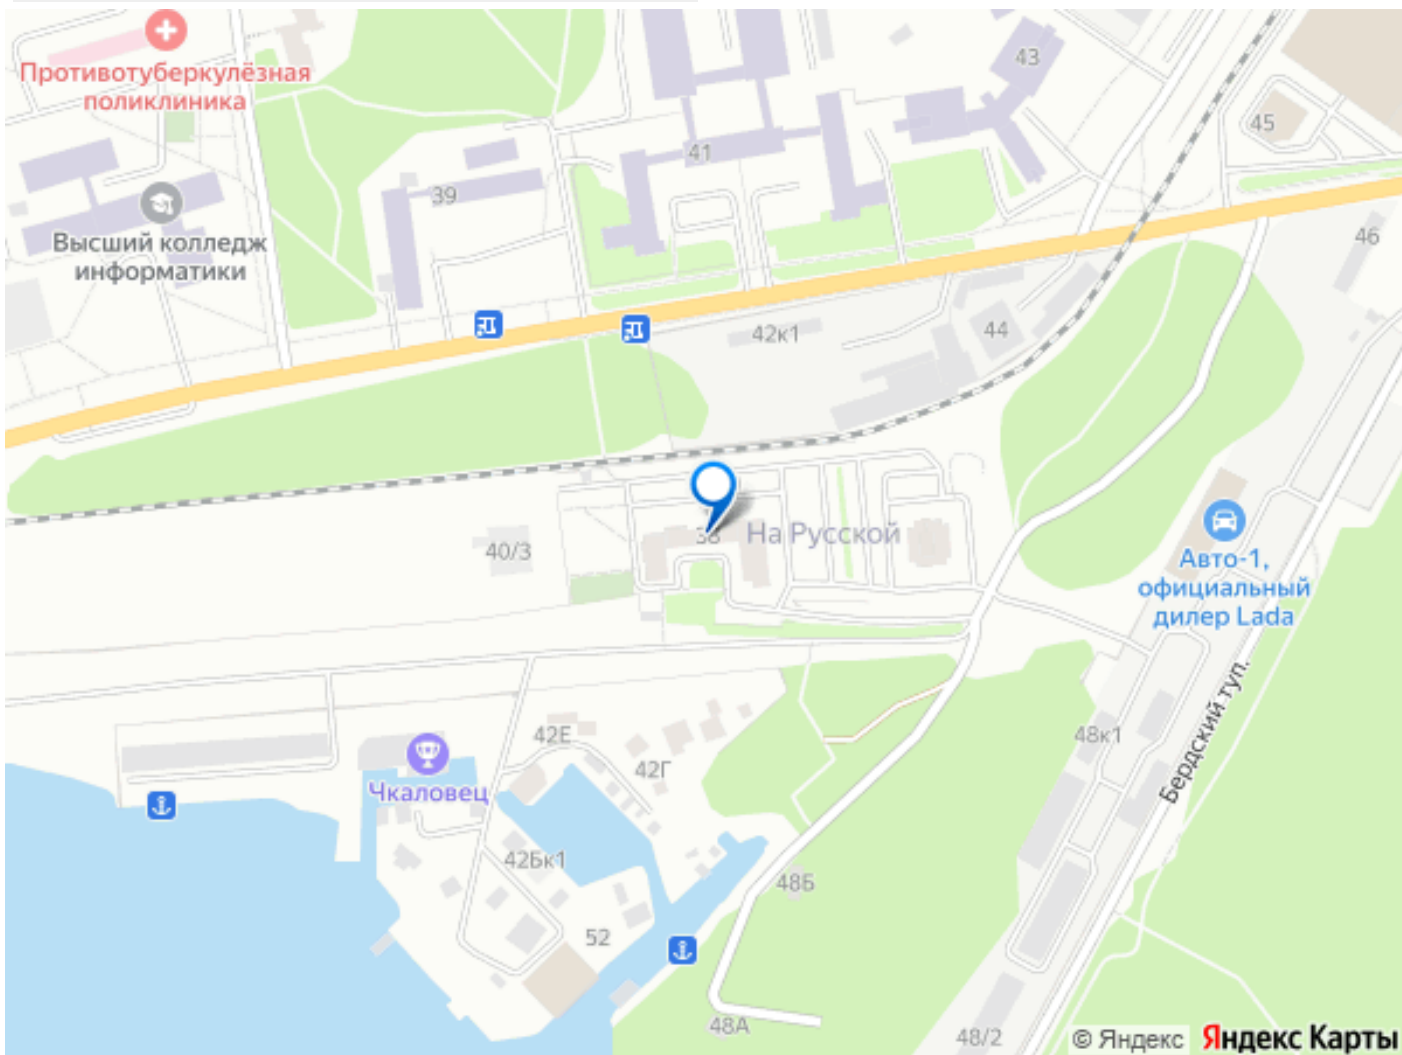 Противотуберкулёзная
поликлиника
43
45
41
39
Высший колледж
информатики
46
42к1
44
38
На Русской
40/3
Авто-1,
официальный
дилер Lada
Бердский туп.
42Е
48к1
42Г
Чкаловец
42Бк1
48Б
52
48А
48/2
© Яндекс Яндекс Карты